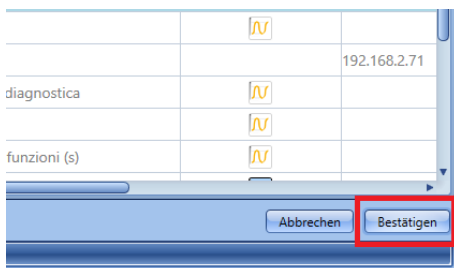 192.168.2.71
diagnostica
funzioni (s)
Abbrechen
Bestätigen